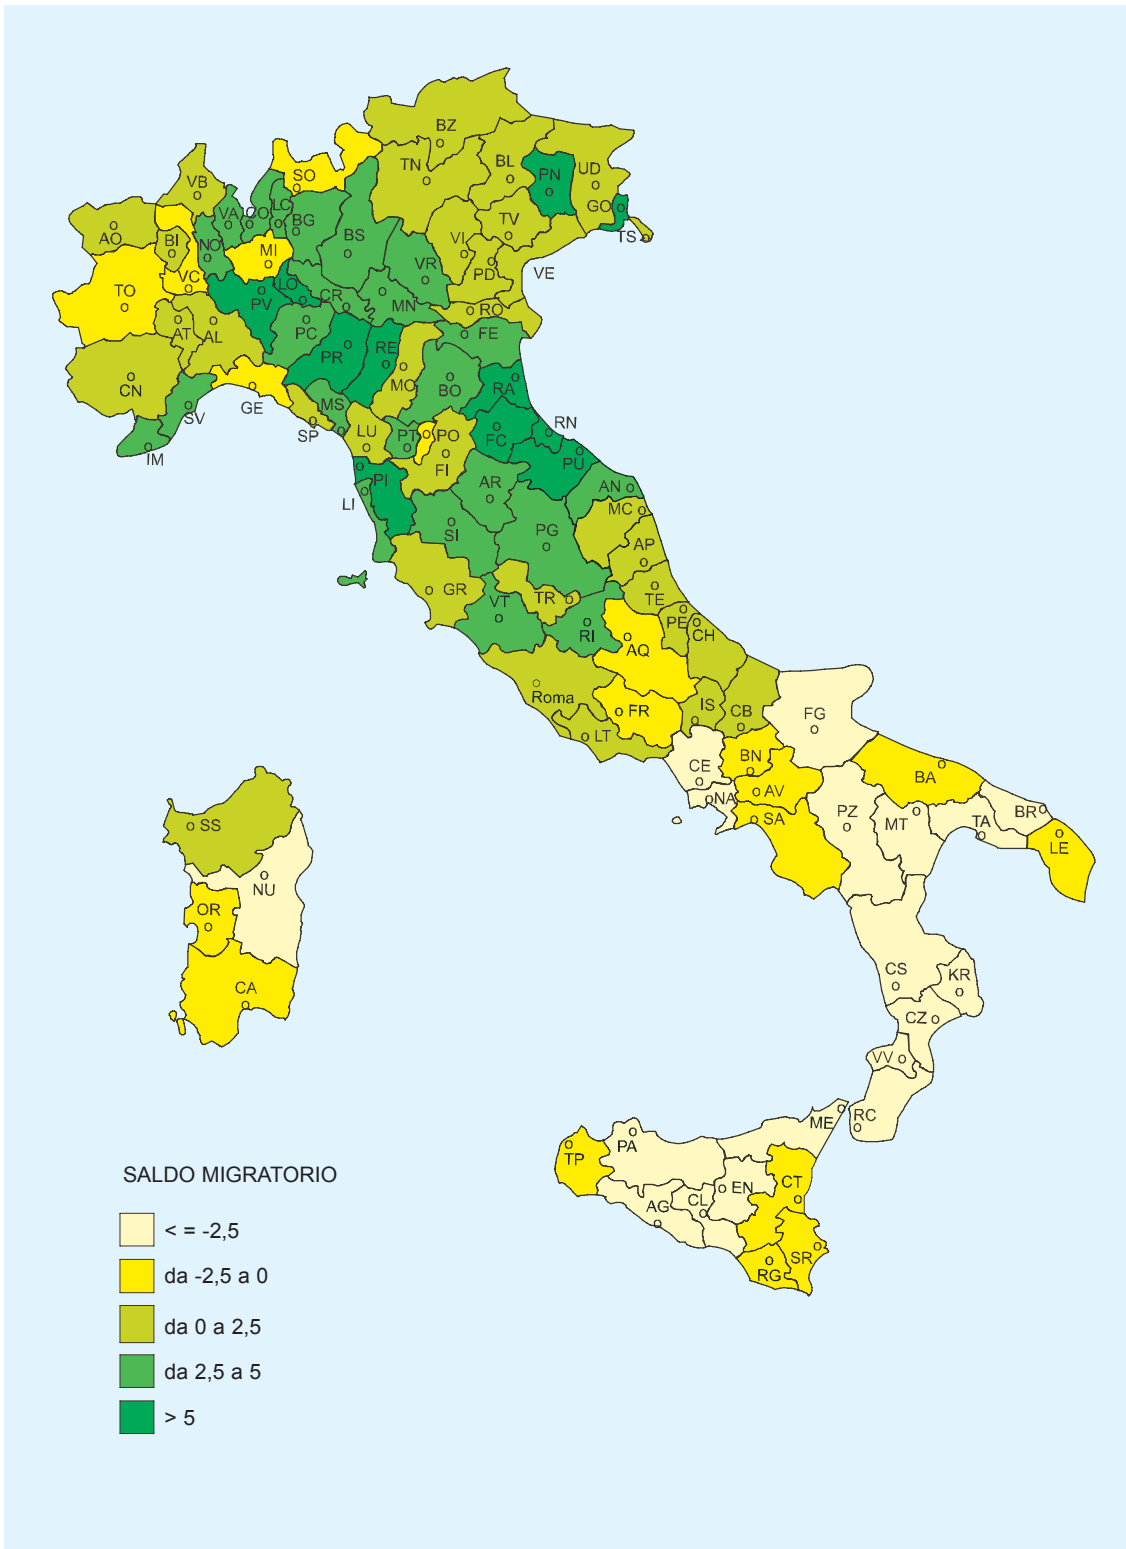 BZ
TN
BL
PN
UD
GO
TS
VB
SO
AO
BI
VA
CO
LC
BG
NO
MI
BS
VI
TV
VE
VR
PD
TO
VC
LO
PV
CR
MN
RO
AT
AL
PC
FE
PR
RE
MO
BO
RA
CN
SV
GE
SP
MS
LU
PT
PO
FI
FC
RN
PU
IM
PI
LI
AR
AN
MC
SI
PG
AP
GR
VT
TR
TE
RI
PE
CH
AQ
Roma
FR
LT
IS
CB
FG
CE
BN
NA
AV
SA
BA
PZ
MT
TA
BR
LE
SS
NU
OR
CA
CS
KR
CZ
VV
RC
ME
PA
TP
EN
CT
AG
CL
SR
RG
SALDO MIGRATORIO
< = -2,5
da -2,5 a 0
da 0 a 2,5
da 2,5 a 5
> 5